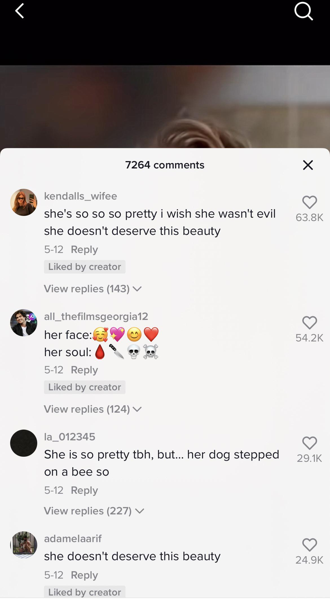 7264 comments
kendalls_wifee
she's so so so pretty i wish she wasn't evil
she doesn't deserve this beauty
63.8K
5-12 Reply
Liked by creator
View replies (143)
all_thefilmsgeorgia12
her face:🥰💖😊❤️
her soul:🩸🔪💀☠️
54.2K
5-12 Reply
Liked by creator
View replies (124)
la_012345
She is so pretty tbh, but... her dog stepped
on a bee so
29.1K
5-12 Reply
View replies (227)
adamelaarif
she doesn't deserve this beauty
24.9K
5-12 Reply
Liked by creator